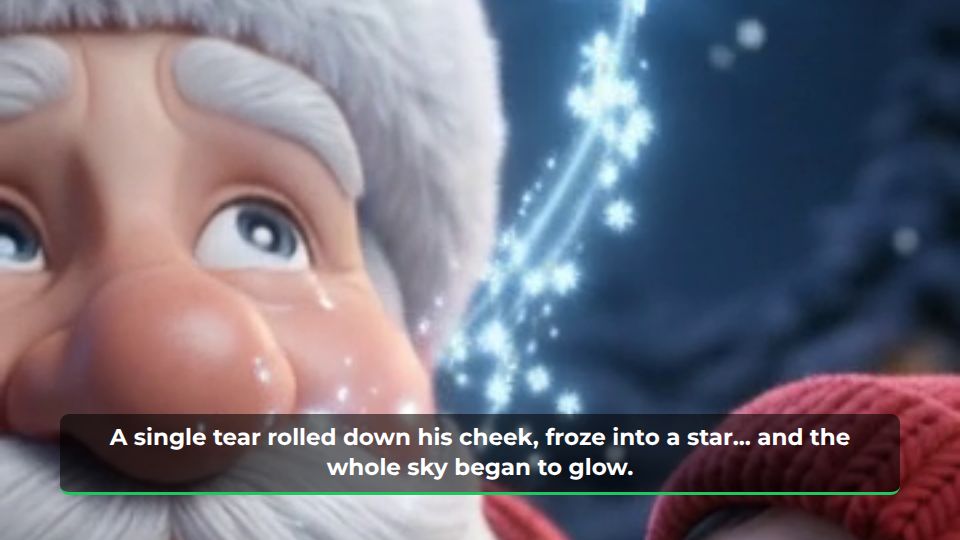 A single tear rolled down his cheek, froze into a star... and the
whole sky began to glow.